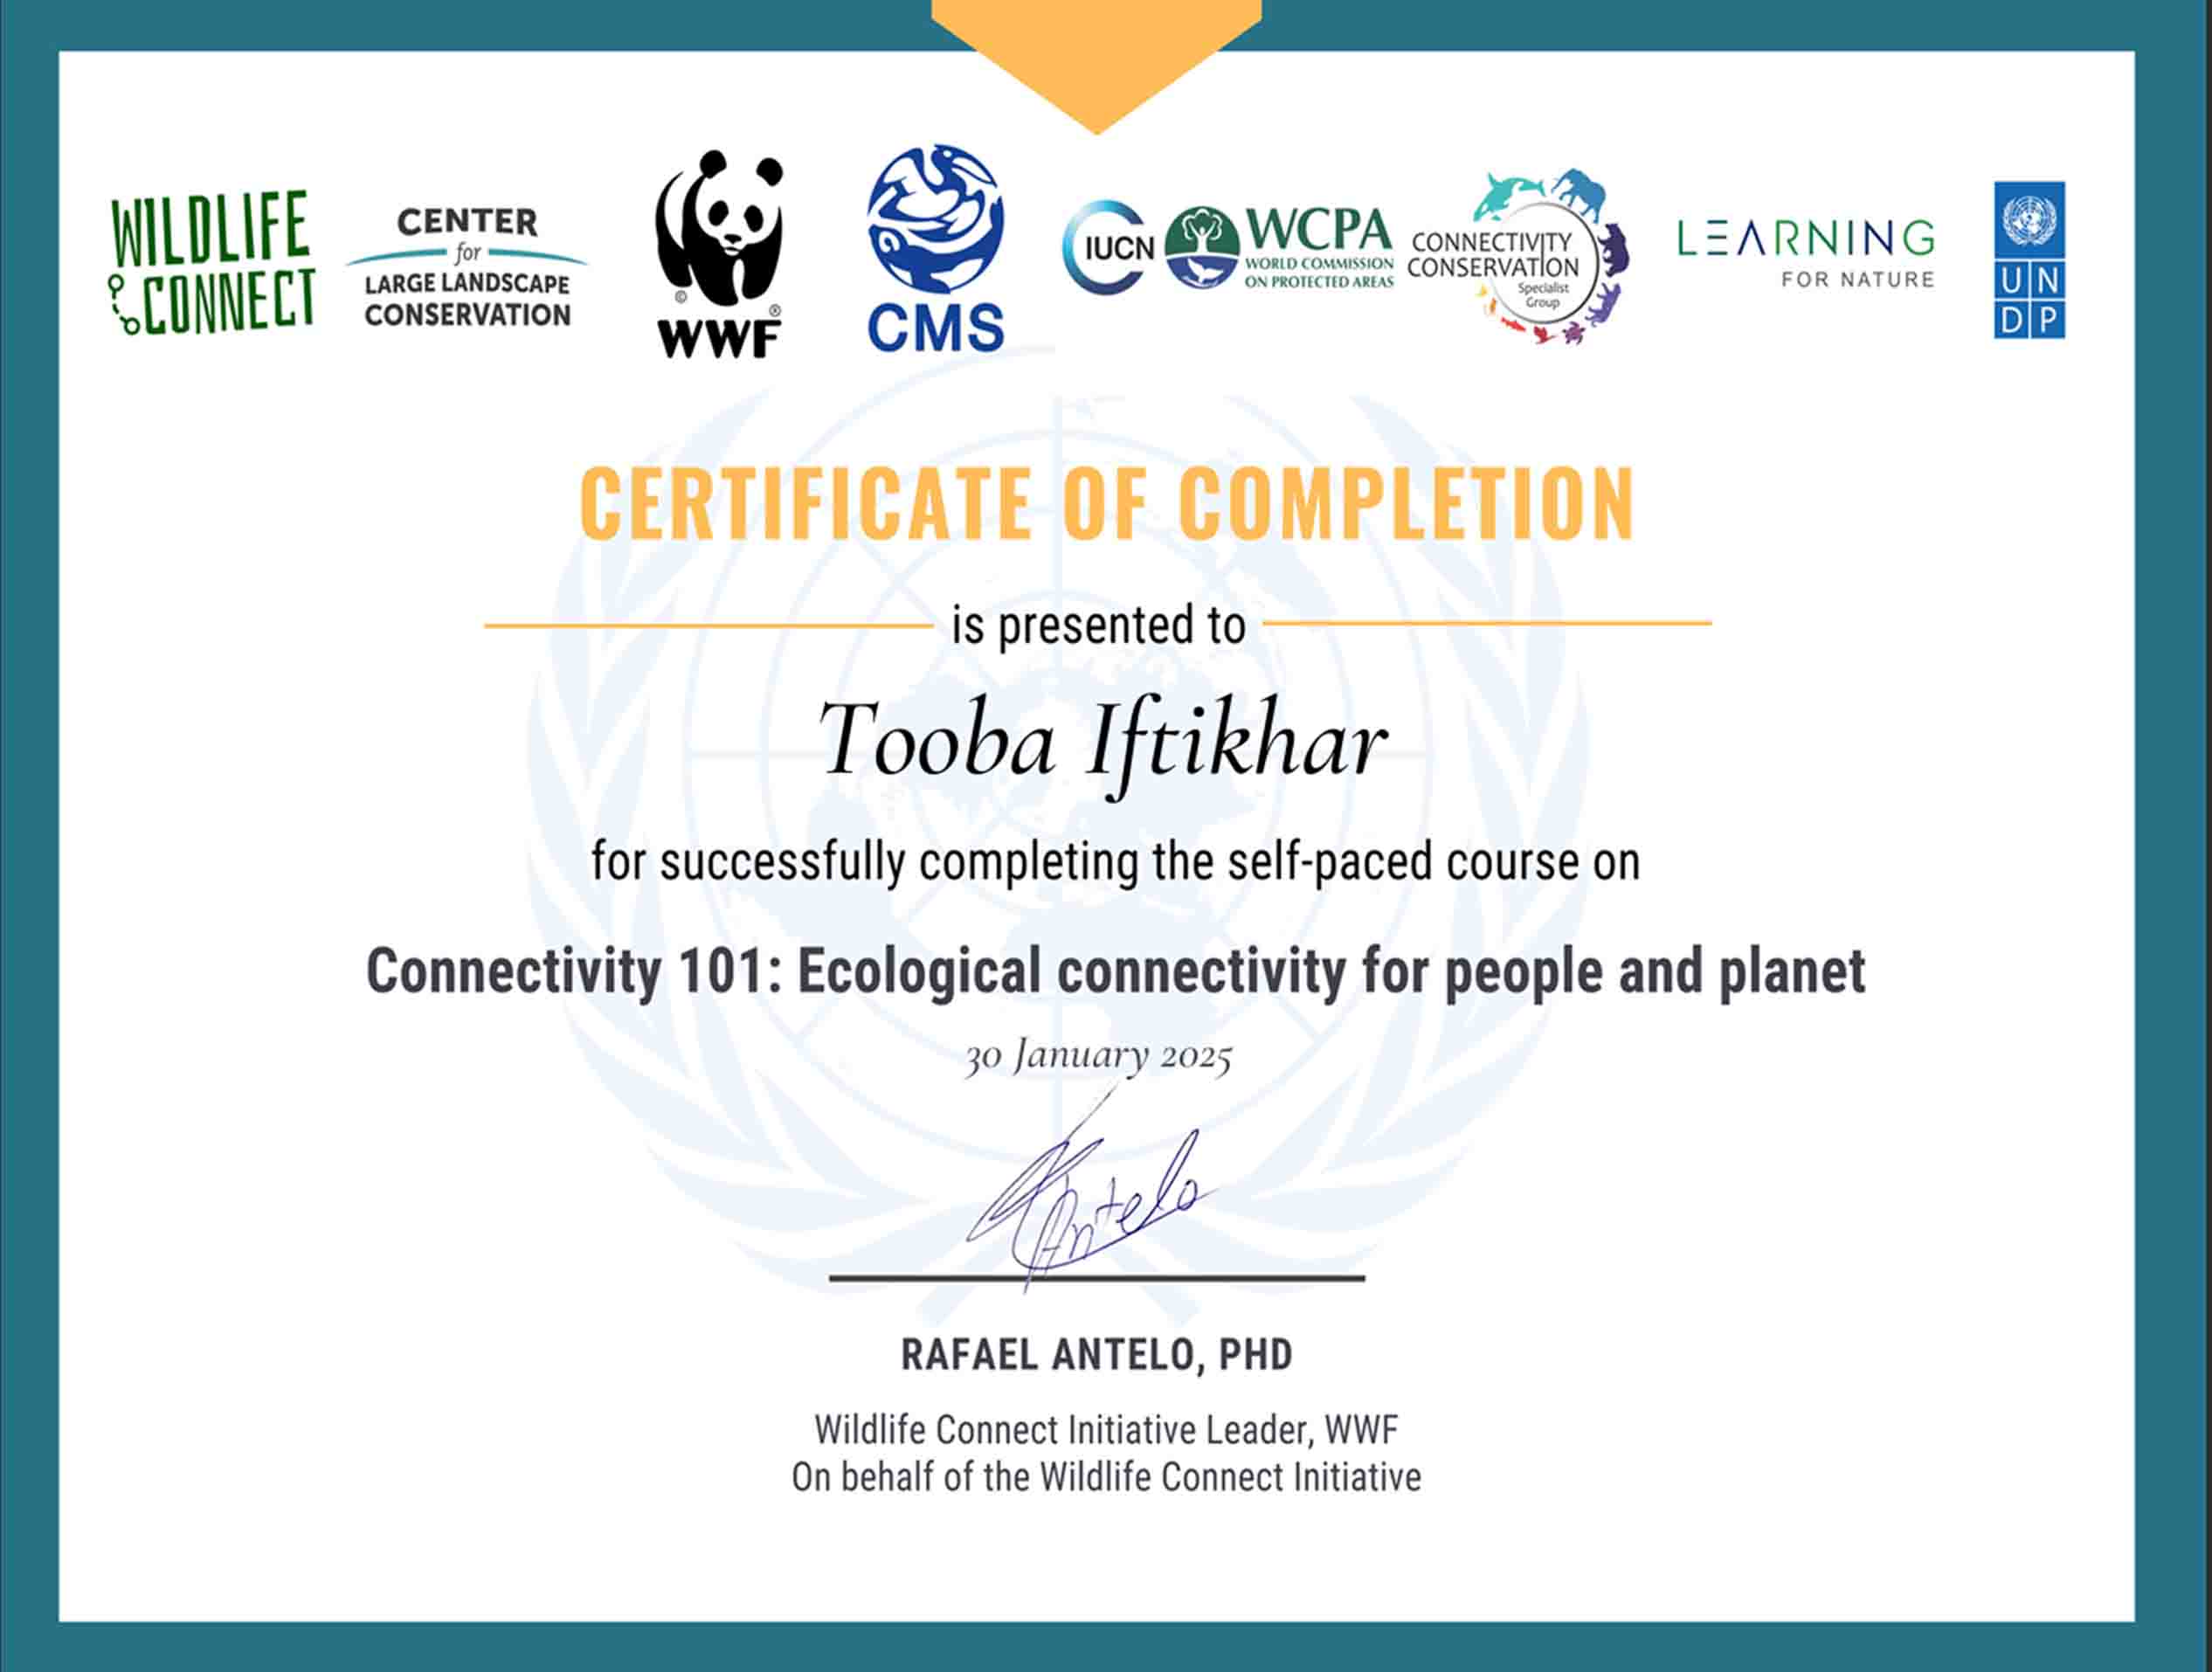 WILDLIFE
CONNECT
CENTER
for
LARGE LANDSCAPE
CONSERVATION
©
®
WWF
CMS
IUCN
WCPA
WORLD COMMISSION
ON PROTECTED AREAS
CONNECTIVITY
CONSERVATION
Specialist
Group
LEARNING
FOR NATURE
UN
DP
CERTIFICATE OF COMPLETION
is presented to
Tooba Iftikhar
for successfully completing the self-paced course on
Connectivity 101: Ecological connectivity for people and planet
30 January 2025
Antelo
RAFAEL ANTELO, PHD
Wildlife Connect Initiative Leader, WWF
On behalf of the Wildlife Connect Initiative